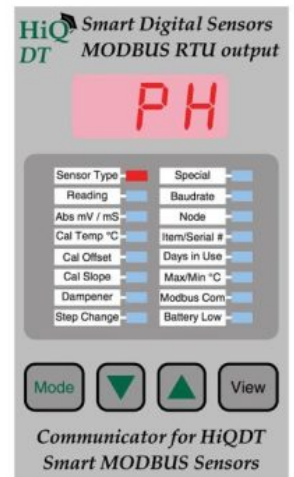 HiQ DT Smart Digital Sensors
MODBUS RTU output
PH
Sensor Type Special
Reading Baudrate
Abs mV / mS Node
Cal Temp °C Item/Serial #
Cal Offset Days in Use
Cal Slope Max/Min °C
Dampener Modbus Com
Step Change Battery Low
Mode View
Communicator for HiQDT
Smart MODBUS Sensors